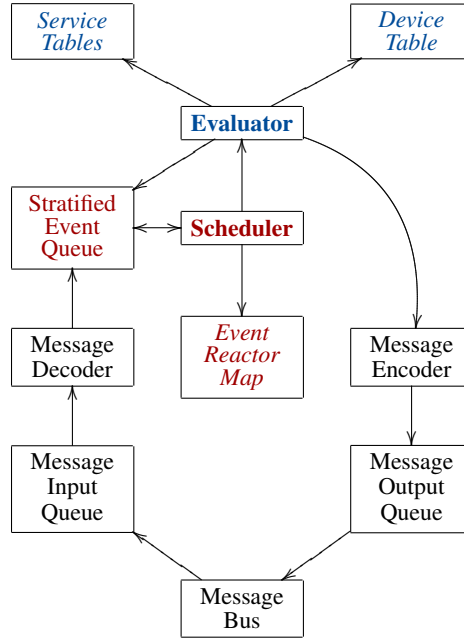 Service
Tables
Device
Table
Evaluator
Stratified
Event
Queue
Scheduler
Event
Reactor
Map
Message
Decoder
Message
Encoder
Message
Input
Queue
Message
Output
Queue
Message
Bus